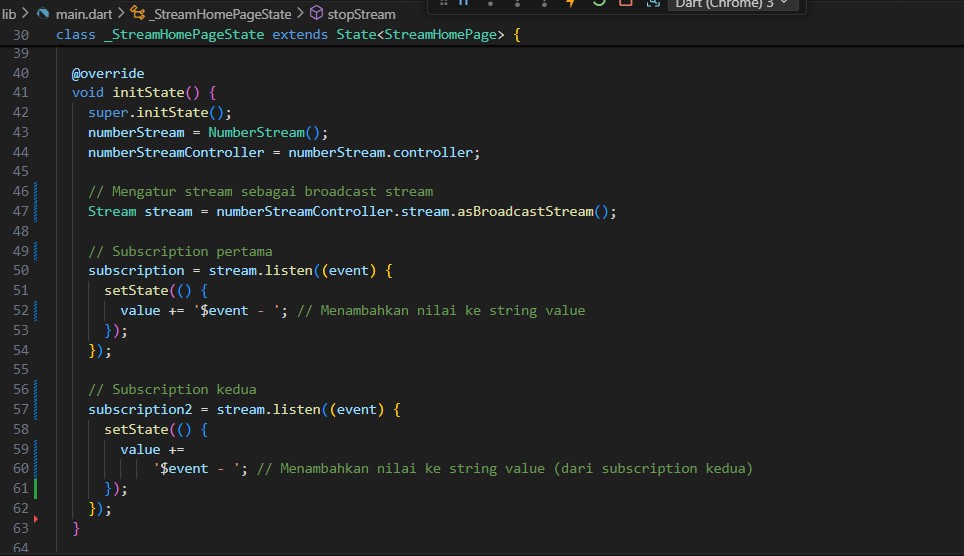 lib > main.dart > _StreamHomePageState > stopStream
Dart (Chrome) 3
30 class _StreamHomePageState extends State<StreamHomePage> {
39
40 @override
41 void initState() {
42 super.initState();
43 numberStream = NumberStream();
44 numberStreamController = numberStream.controller;
45
46 // Mengatur stream sebagai broadcast stream
47 Stream stream = numberStreamController.stream.asBroadcastStream();
48
49 // Subscription pertama
50 subscription = stream.listen((event) {
51 setState(() {
52 value += '$event - '; // Menambahkan nilai ke string value
53 });
54 });
55
56 // Subscription kedua
57 subscription2 = stream.listen((event) {
58 setState(() {
59 value +=
60 '$event - '; // Menambahkan nilai ke string value (dari subscription kedua)
61 });
62 });
63 }
64